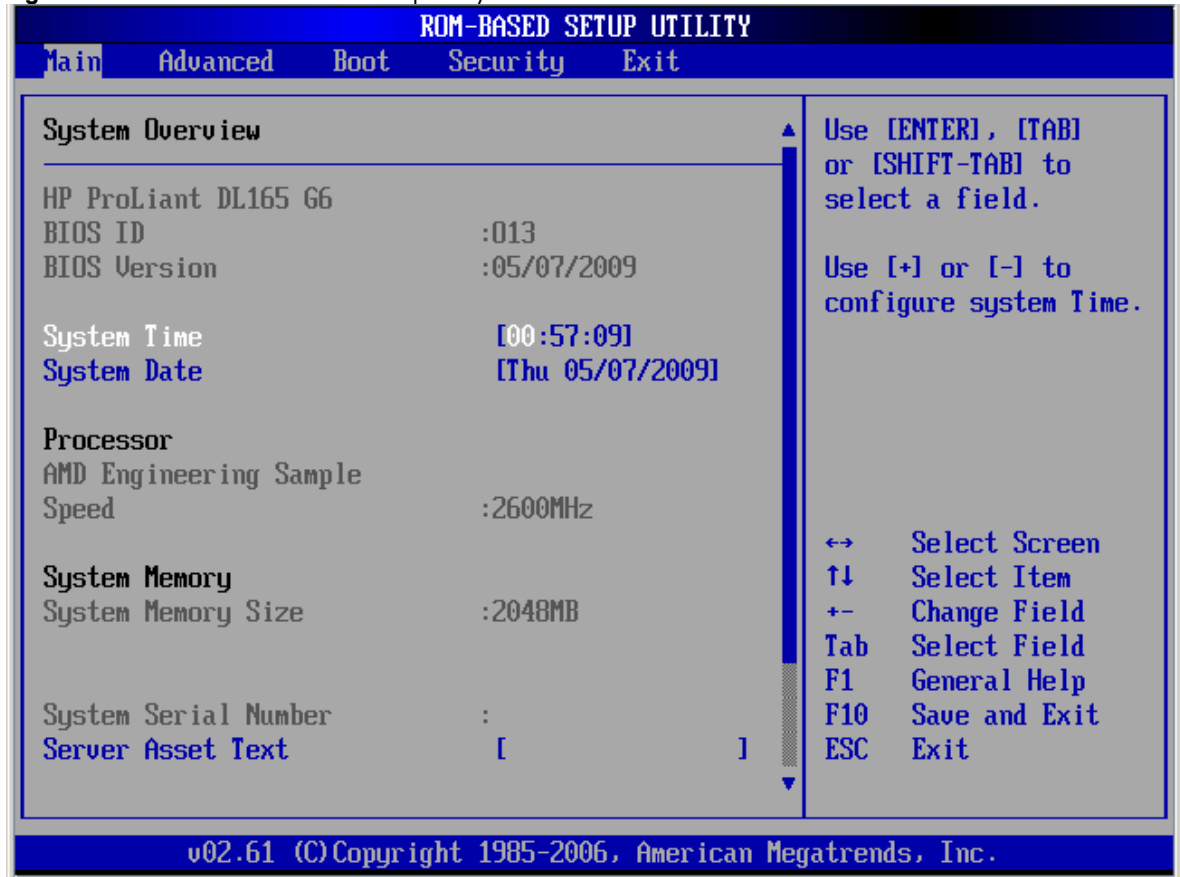 ROM-BASED SETUP UTILITY
Main Advanced Boot Security Exit
System Overview
HP ProLiant DL165 G6
BIOS ID :O13
BIOS Version :05/07/2009
System Time [00:57:09]
System Date [Thu 05/07/2009]
Processor
AMD Engineering Sample
Speed :2600MHz
System Memory
System Memory Size :2048MB
System Serial Number :
Server Asset Text [ ]
Use [ENTER], [TAB]
or [SHIFT-TAB] to
select a field.
Use [+] or [-] to
configure system Time.
←→ Select Screen
↑↓ Select Item
+- Change Field
Tab Select Field
F1 General Help
F10 Save and Exit
ESC Exit
v02.61 (C)Copyright 1985-2006, American Megatrends, Inc.